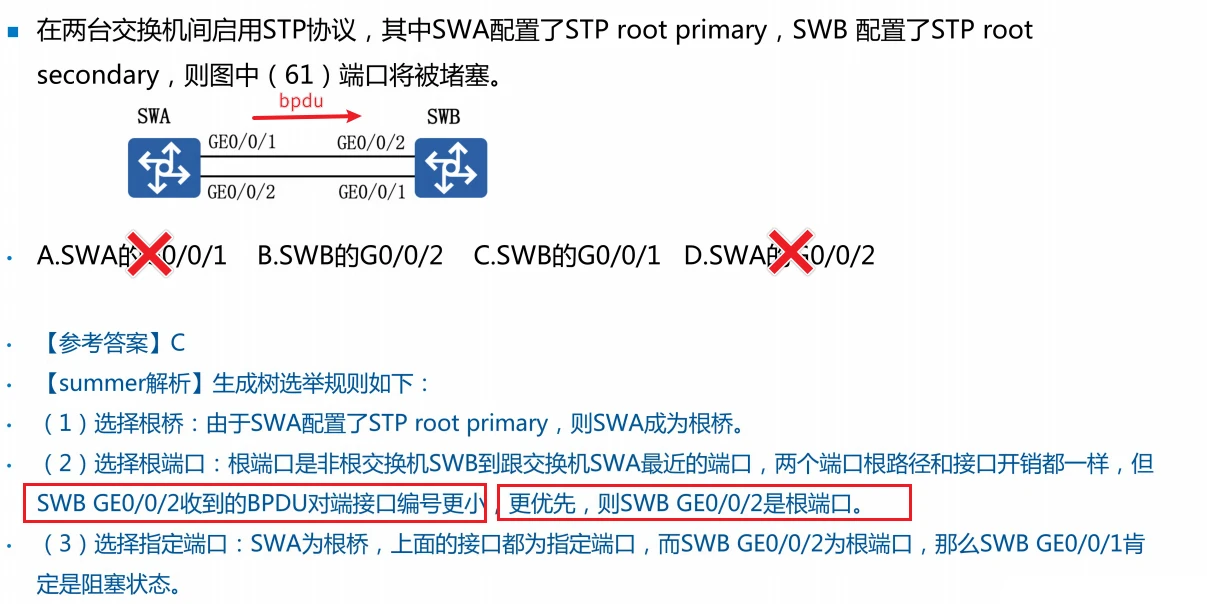 在两台交换机间启用STP协议，其中SWA配置了STP root primary，SWB 配置了STP root
secondary，则图中（61）端口将被堵塞。
bpdu
SWA SWB
GE0/0/1 GE0/0/2
GE0/0/2 GE0/0/1
A.SWA的G0/0/1 B.SWB的G0/0/2 C.SWB的G0/0/1 D.SWA的G0/0/2
【参考答案】C
【summer解析】生成树选举规则如下：
（1）选择根桥：由于SWA配置了STP root primary，则SWA成为根桥。
（2）选择根端口：根端口是非根交换机SWB到跟交换机SWA最近的端口，两个端口根路径和接口开销都一样，但
SWB GE0/0/2收到的BPDU对端接口编号更小，更优先，则SWB GE0/0/2是根端口。
（3）选择指定端口：SWA为根桥，上面的接口都为指定端口，而SWB GE0/0/2为根端口，那么SWB GE0/0/1肯
定是阻塞状态。